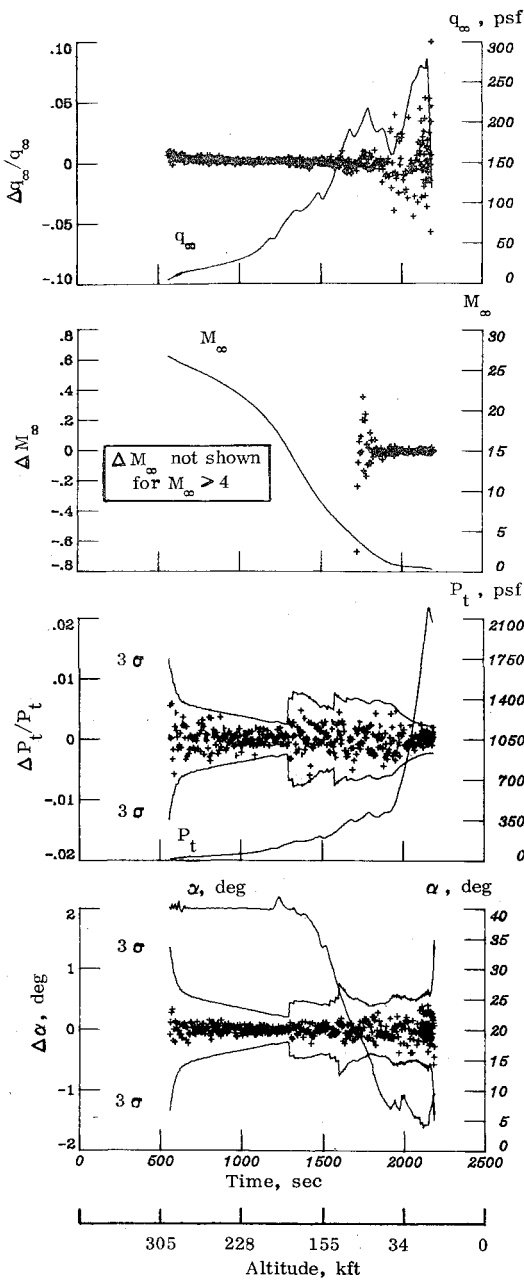 q∞ , psf
.10
.05
0
-.05
-.10
Δq∞/q∞
q∞
300
250
200
150
100
50
0
M∞
.8
.6
.4
.2
0
-.2
-.4
-.6
-.8
ΔM∞
M∞
ΔM∞ not shown
for M∞ ⩾ 4
30
25
20
15
10
5
0
Pt , psf
.02
.01
0
-.01
-.02
ΔPt/Pt
3 σ
3 σ
Pt
2100
1750
1400
1050
700
350
0
α, deg
α, deg
2
1
0
-1
-2
Δα, deg
3 σ
3 σ
40
35
30
25
20
15
10
5
0
0 500 1000 1500 2000 2500
Time, sec
305 228 155 34 0
Altitude, kft